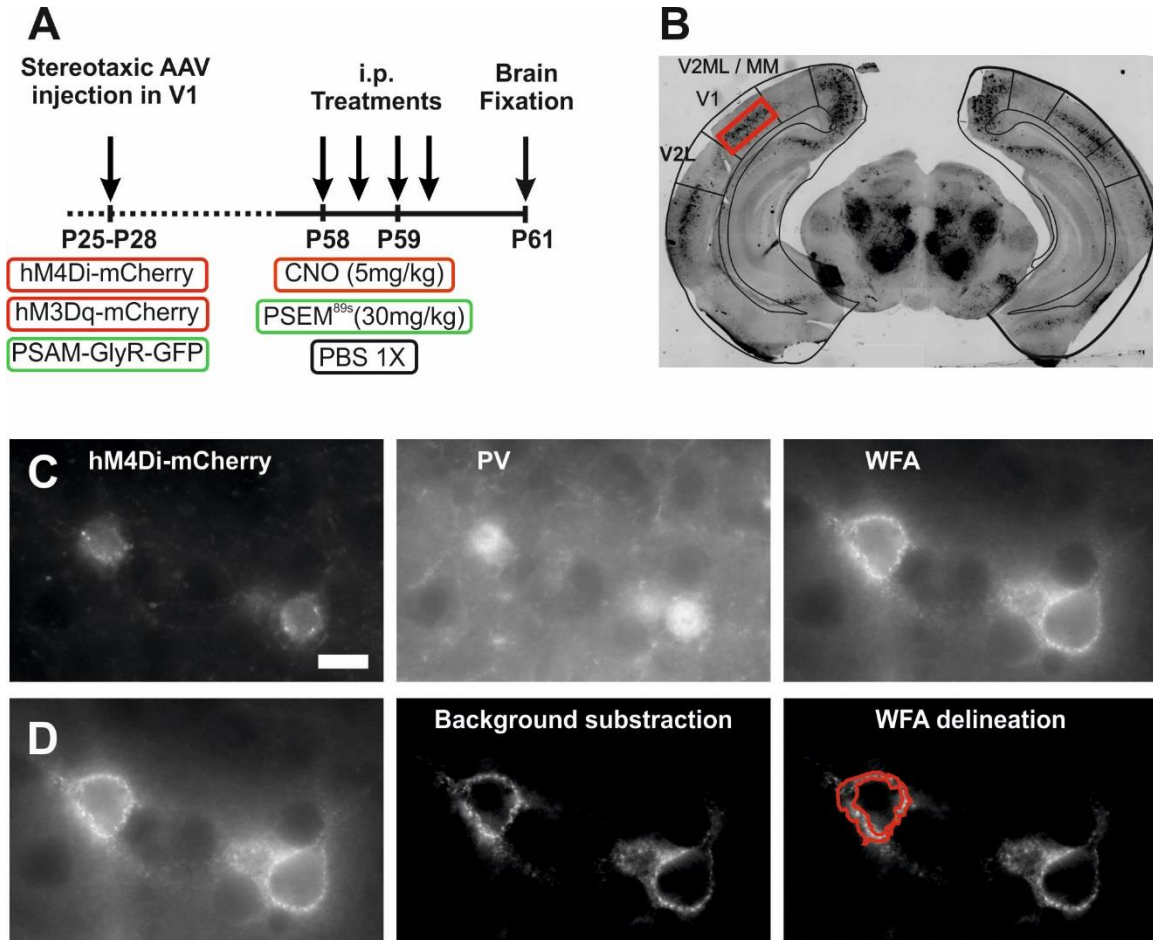 A
Stereotaxic AAV
injection in V1
i.p.
Treatments
Brain
Fixation
P25-P28
P58
P59
P61
hM4Di-mCherry
hM3Dq-mCherry
PSAM-GlyR-GFP
CNO (5mg/kg)
PSEM⁸⁹ˢ(30mg/kg)
PBS 1X
B
V2ML / MM
V1
V2L
C
hM4Di-mCherry
PV
WFA
D
Background substraction
WFA delineation